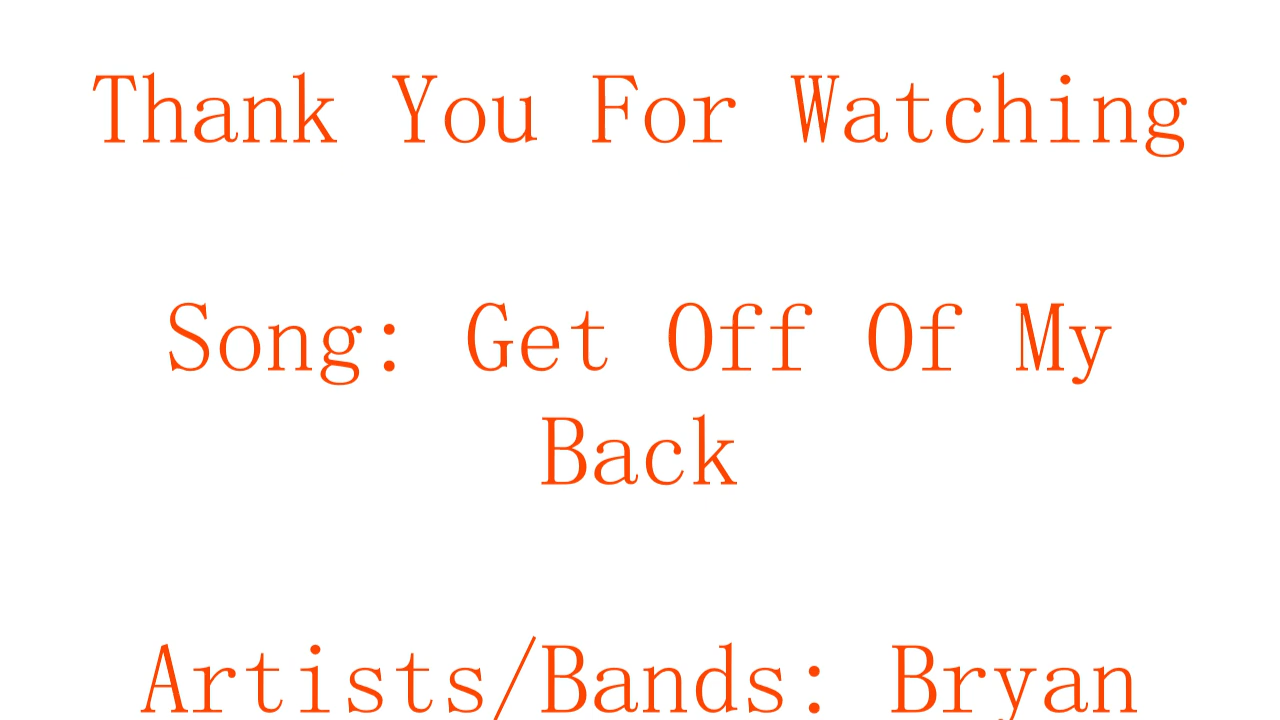 Thank You For Watching
Song: Get Off Of My
Back
Artists/Bands: Bryan